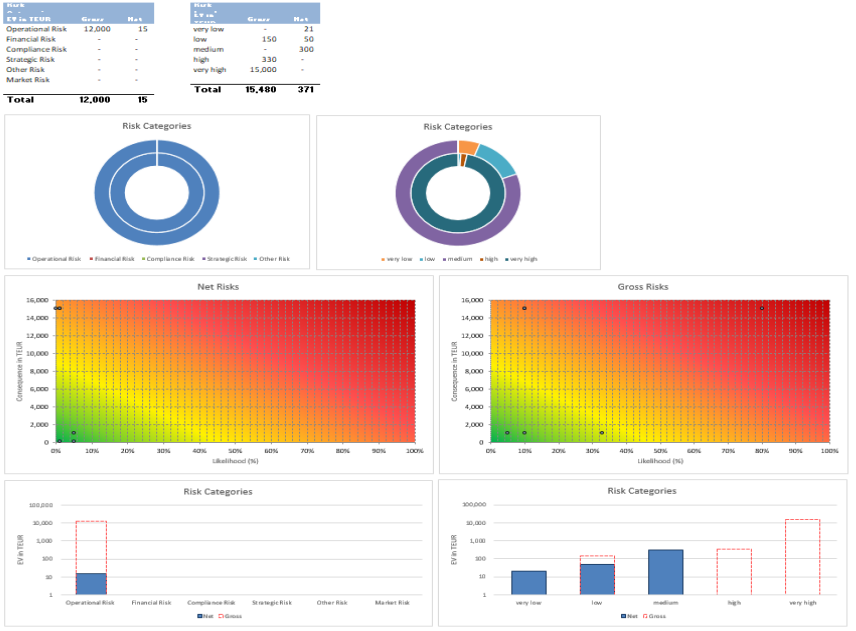 Risk
EV in TEUR Gross Net
Operational Risk 12,000 15
Financial Risk - -
Compliance Risk - -
Strategic Risk - -
Other Risk - -
Market Risk - -
Total 12,000 15
Risk
Level
TEUR Gross Net
very low - 21
low 150 50
medium - 300
high 330 -
very high 15,000 -
Total 15,480 371
Risk Categories
Operational Risk Financial Risk Compliance Risk Strategic Risk Other Risk
Risk Categories
very low low medium high very high
Net Risks
Consequence in TEUR
16,000
14,000
12,000
10,000
8,000
6,000
4,000
2,000
0
0% 10% 20% 30% 40% 50% 60% 70% 80% 90% 100%
Likelihood (%)
Gross Risks
Consequence in TEUR
16,000
14,000
12,000
10,000
8,000
6,000
4,000
2,000
0
0% 10% 20% 30% 40% 50% 60% 70% 80% 90% 100%
Likelihood (%)
Risk Categories
EV in TEUR
100,000
10,000
1,000
100
10
1
Operational Risk Financial Risk Compliance Risk Strategic Risk Other Risk Market Risk
Net Gross
Risk Categories
EV in TEUR
100,000
10,000
1,000
100
10
1
very low low medium high very high
Net Gross